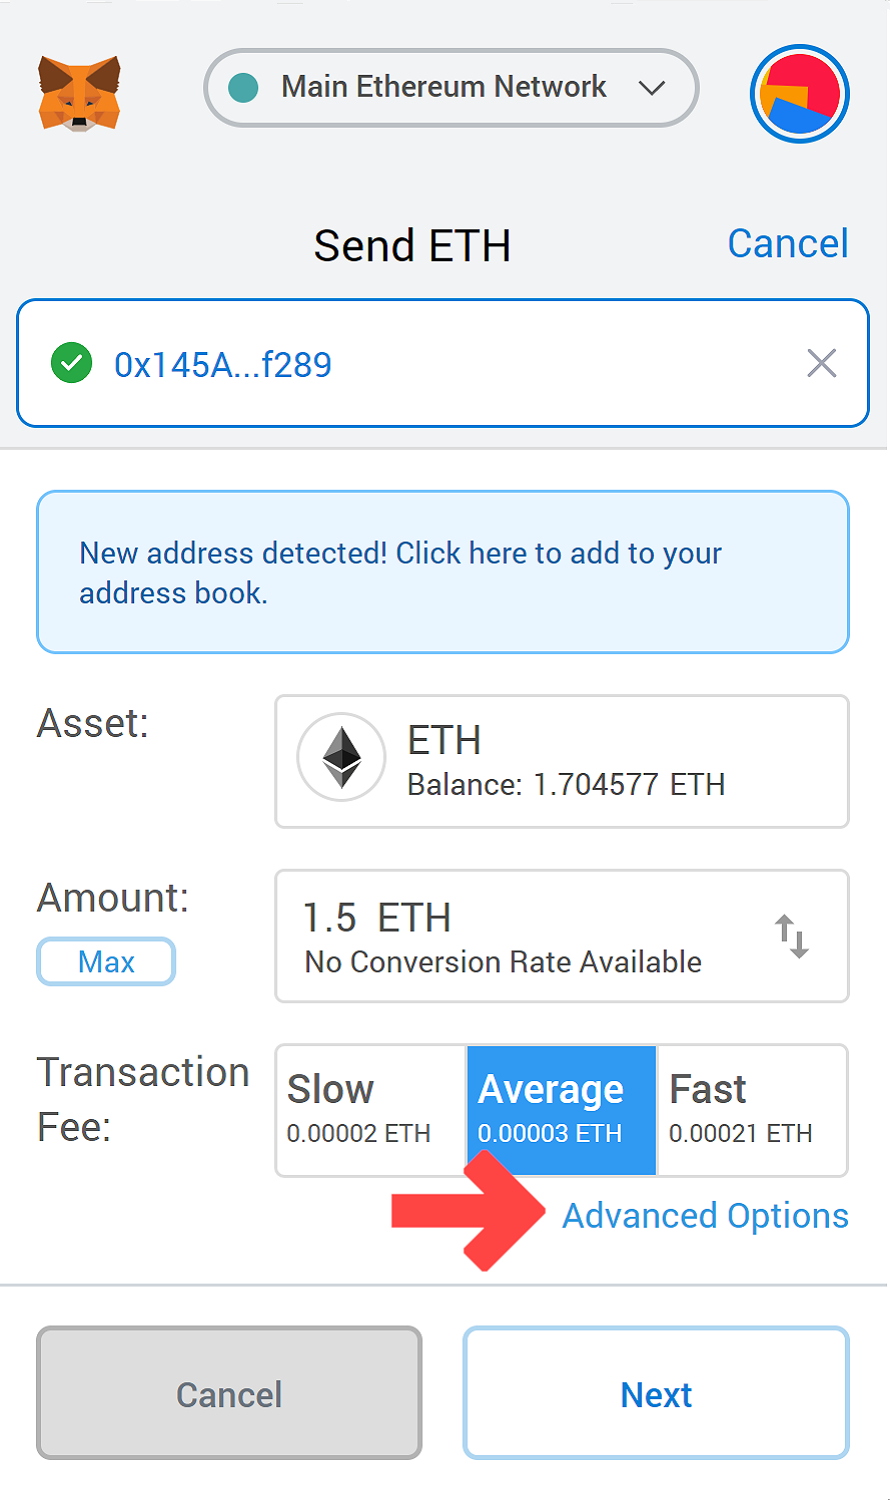 Main Ethereum Network
Send ETH
Cancel
0x145A...f289
New address detected! Click here to add to your
address book.
Asset:
ETH
Balance: 1.704577 ETH
Amount:
Max
1.5 ETH
No Conversion Rate Available
Transaction
Fee:
Slow
0.00002 ETH
Average
0.00003 ETH
Fast
0.00021 ETH
Advanced Options
Cancel
Next